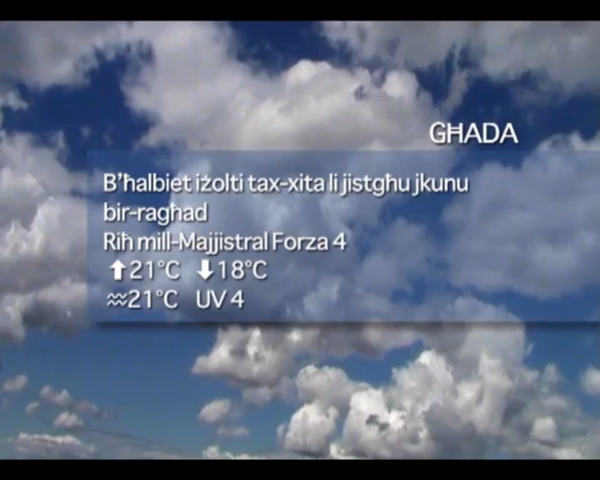 GĦADA
B'ħalbiet iżolti tax-xita li jistgħu jkunu
bir-ragħad
Riħ mill-Majjistral Forza 4
⬆21°C ⬇18°C
21°C UV 4